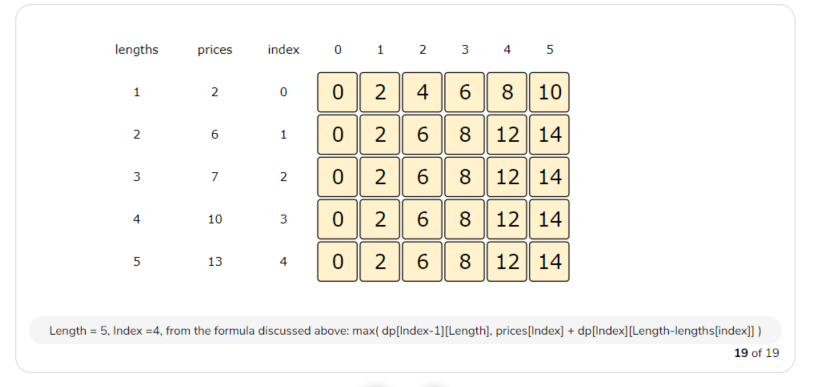 lengths prices index 0 1 2 3 4 5
1 2 0 0 2 4 6 8 10
2 6 1 0 2 6 8 12 14
3 7 2 0 2 6 8 12 14
4 10 3 0 2 6 8 12 14
5 13 4 0 2 6 8 12 14
Length = 5, Index =4, from the formula discussed above: max( dp[Index-1][Length], prices[Index] + dp[Index][Length-lengths[index]] )
19 of 19